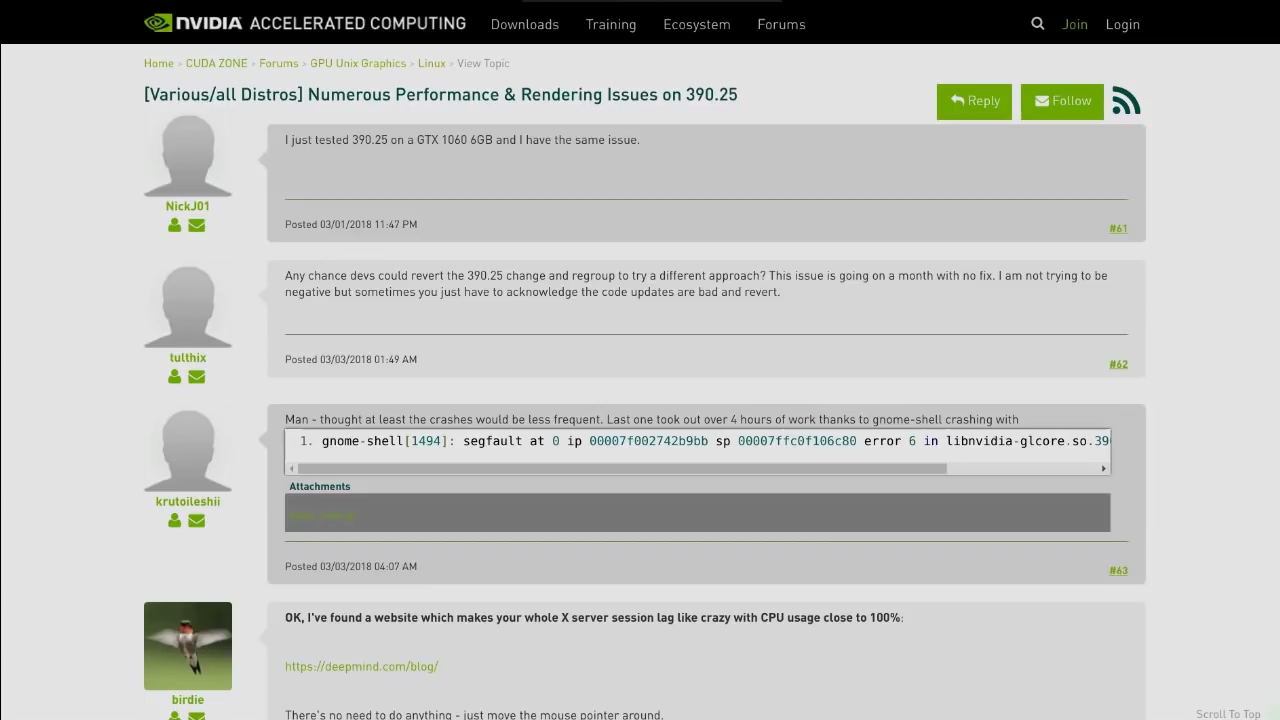 NVIDIA ACCELERATED COMPUTING Downloads Training Ecosystem Forums Join Login
Home » CUDA ZONE » Forums » GPU Unix Graphics » Linux » View Topic
[Various/all Distros] Numerous Performance & Rendering Issues on 390.25
Reply Follow
I just tested 390.25 on a GTX 1060 6GB and I have the same issue.
NickJ01
Posted 03/01/2018 11:47 PM
#61
Any chance devs could revert the 390.25 change and regroup to try a different approach? This issue is going on a month with no fix. I am not trying to be
negative but sometimes you just have to acknowledge the code updates are bad and revert.
tulthix
Posted 03/03/2018 01:49 AM
#62
Man - thought at least the crashes would be less frequent. Last one took out over 4 hours of work thanks to gnome-shell crashing with
1. gnome-shell[1494]: segfault at 0 ip 00007f002742b9bb sp 00007ffc0f106c80 error 6 in libnvidia-glcore.so.39
Attachments
krutoileshii
Posted 03/03/2018 04:07 AM
#63
OK, I've found a website which makes your whole X server session lag like crazy with CPU usage close to 100%:
https://deepmind.com/blog/
birdie
There's no need to do anything - just move the mouse pointer around.
Scroll To Top